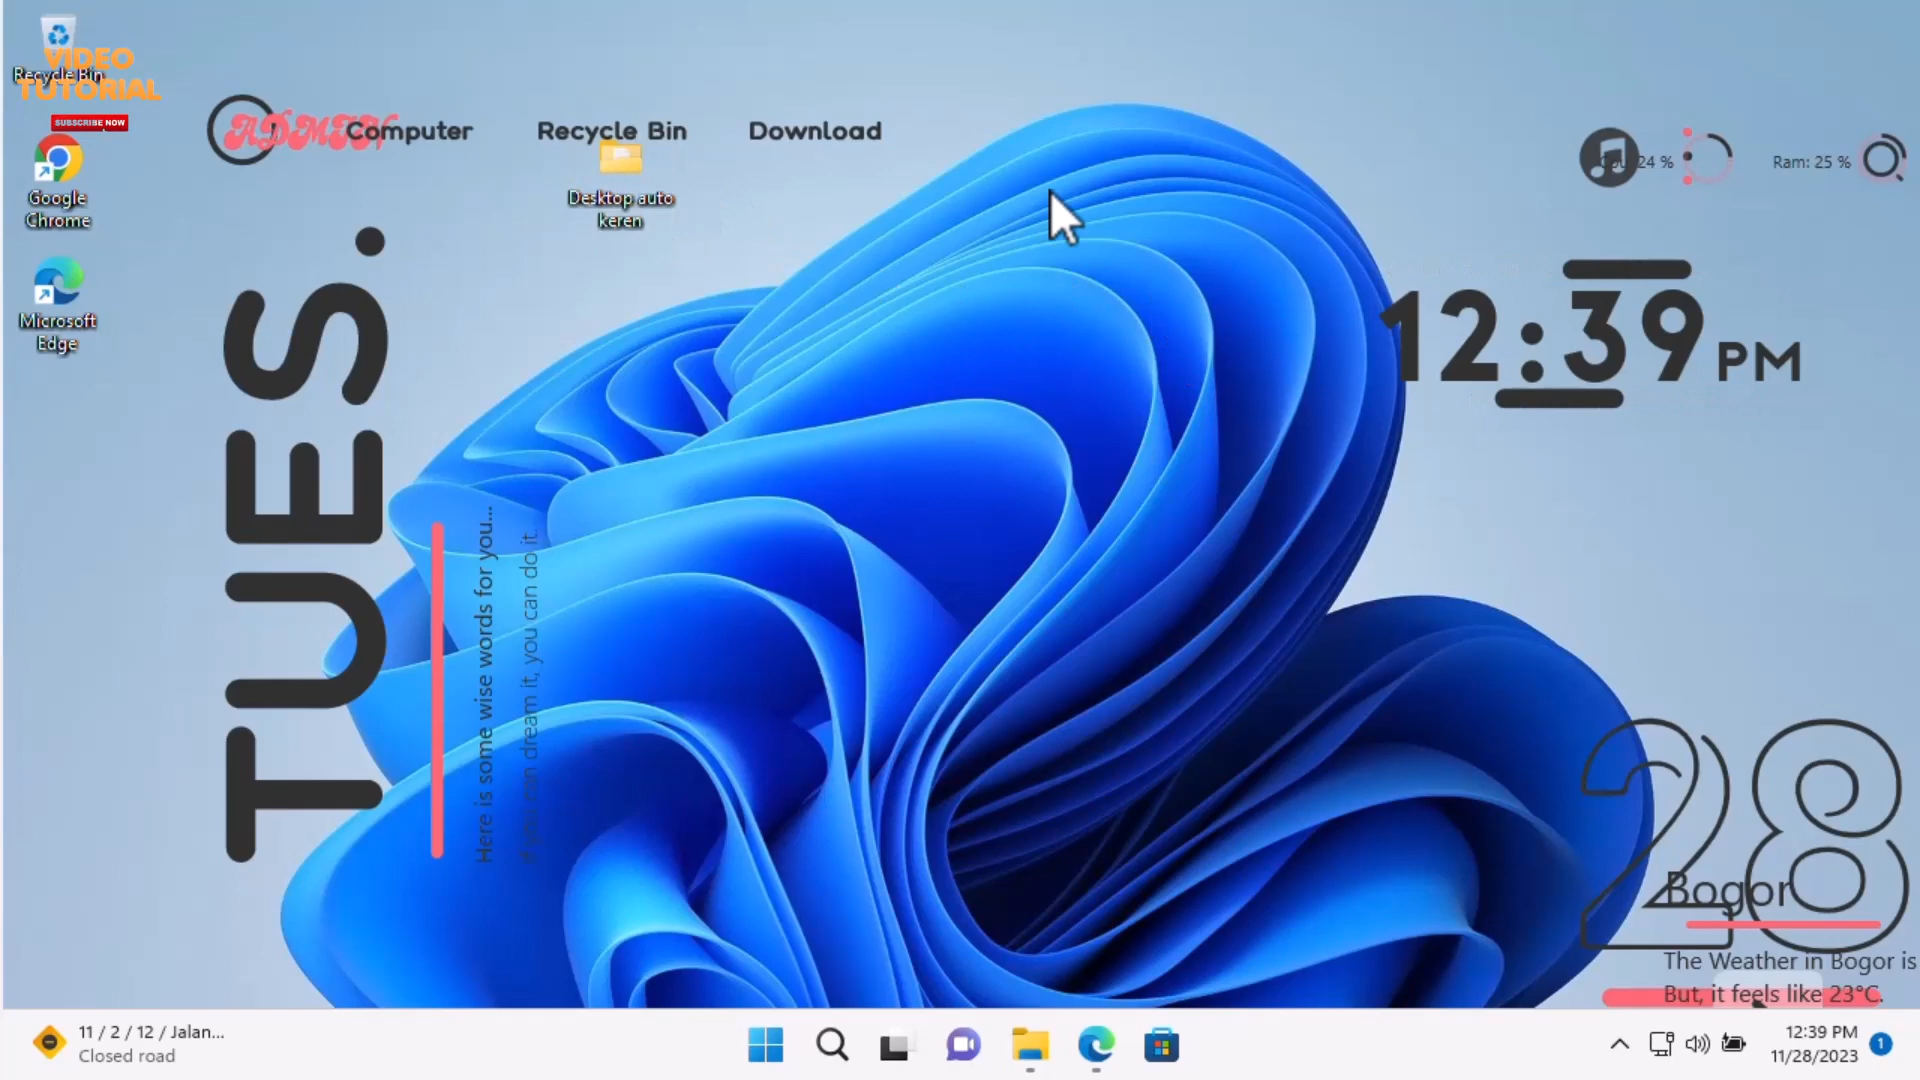 Recycle Bin
VIDEO
TUTORIAL
SUBSCRIBE NOW
Google
Chrome
Microsoft
Edge
ADMIN
Computer
Recycle Bin
Download
Desktop auto
keren
24 %
Ram: 25 %
12:39 PM
TUES.
Here is some wise words for you...
you can dream it, you can do it.
28
Bogor
The Weather in Bogor is
But, it feels like 23°C.
11 / 2 / 12 / Jalan...
Closed road
12:39 PM
11/28/2023
1